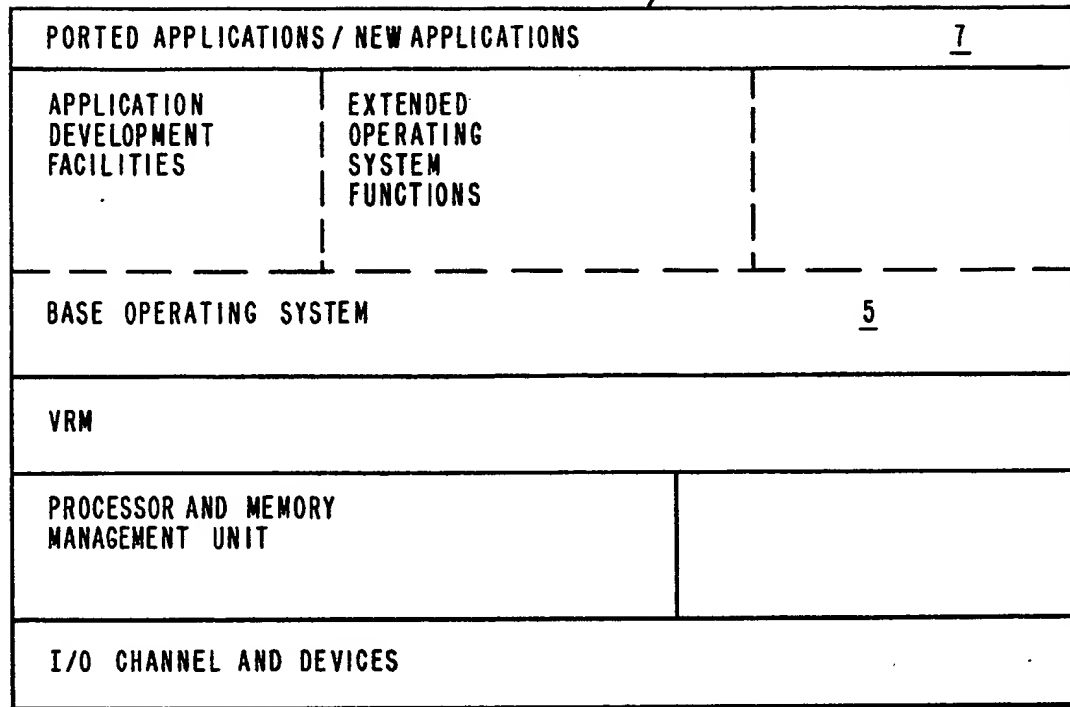 PORTED APPLICATIONS / NEW APPLICATIONS 7
APPLICATION
DEVELOPMENT
FACILITIES
EXTENDED
OPERATING
SYSTEM
FUNCTIONS
BASE OPERATING SYSTEM 5
VRM
PROCESSOR AND MEMORY
MANAGEMENT UNIT
I/O CHANNEL AND DEVICES